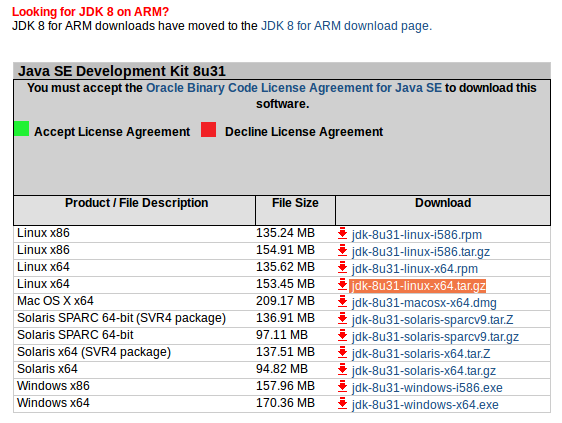 Looking for JDK 8 on ARM?
JDK 8 for ARM downloads have moved to the JDK 8 for ARM download page.
Java SE Development Kit 8u31
You must accept the Oracle Binary Code License Agreement for Java SE to download this
software.
Accept License Agreement Decline License Agreement
Product / File Description File Size Download
Linux x86 135.24 MB jdk-8u31-linux-i586.rpm
Linux x86 154.91 MB jdk-8u31-linux-i586.tar.gz
Linux x64 135.62 MB jdk-8u31-linux-x64.rpm
Linux x64 153.45 MB jdk-8u31-linux-x64.tar.gz
Mac OS X x64 209.17 MB jdk-8u31-macosx-x64.dmg
Solaris SPARC 64-bit (SVR4 package) 136.91 MB jdk-8u31-solaris-sparcv9.tar.Z
Solaris SPARC 64-bit 97.11 MB jdk-8u31-solaris-sparcv9.tar.gz
Solaris x64 (SVR4 package) 137.51 MB jdk-8u31-solaris-x64.tar.Z
Solaris x64 94.82 MB jdk-8u31-solaris-x64.tar.gz
Windows x86 157.96 MB jdk-8u31-windows-i586.exe
Windows x64 170.36 MB jdk-8u31-windows-x64.exe